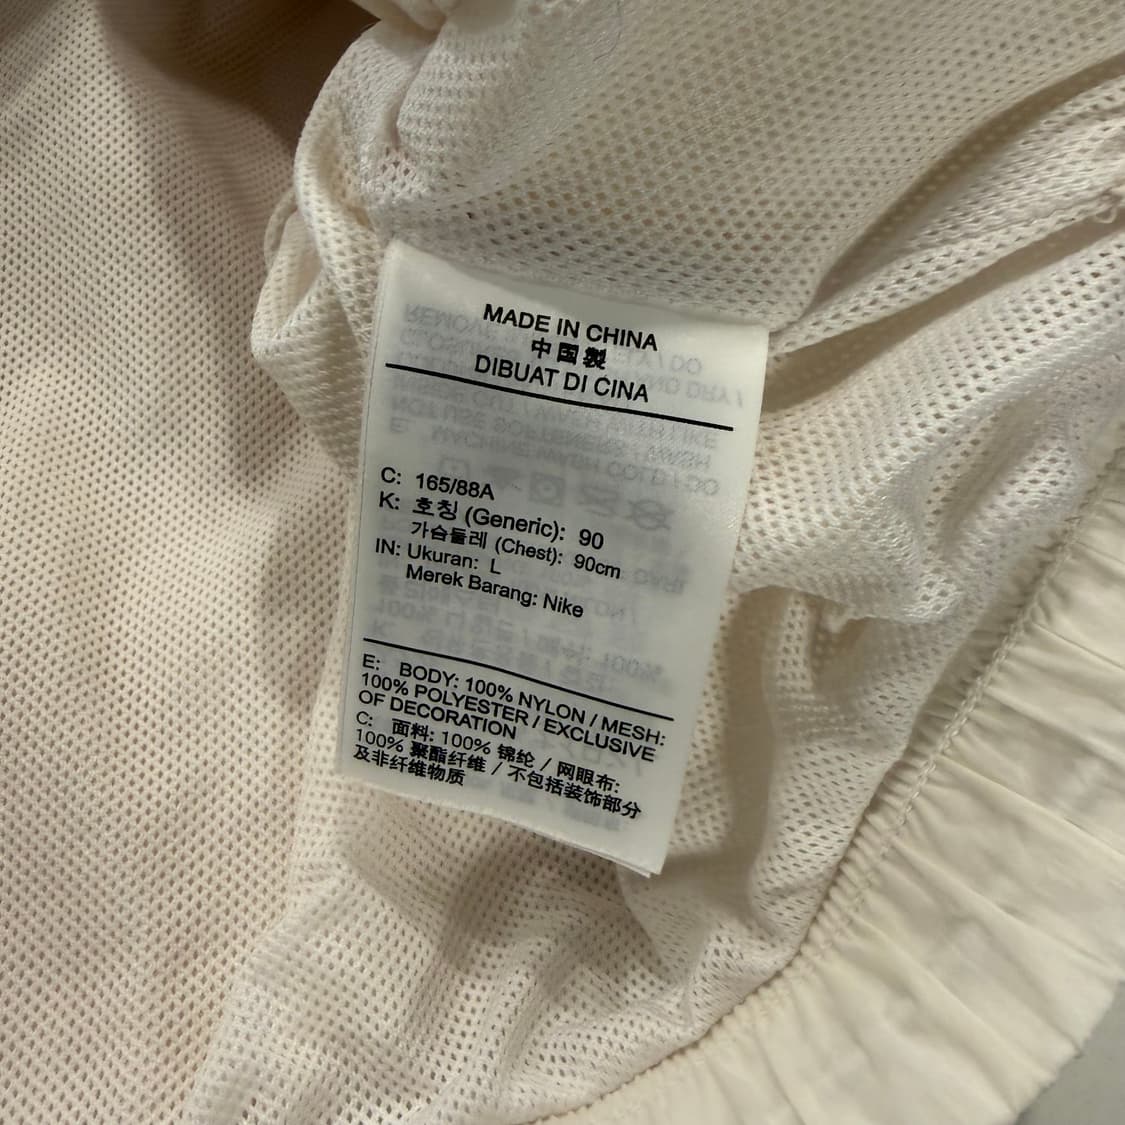 MADE IN CHINA
中国製
DIBUAT DI CINA
C: 165/88A
K: 호칭 (Generic): 90
가슴둘레 (Chest): 90cm
IN: Ukuran: L
Merek Barang: Nike
E: BODY: 100% NYLON / MESH:
100% POLYESTER / EXCLUSIVE
OF DECORATION
C: 面料: 100% 锦纶 / 网眼布:
100% 聚酯纤维 / 不包括装饰部分
及非纤维物质